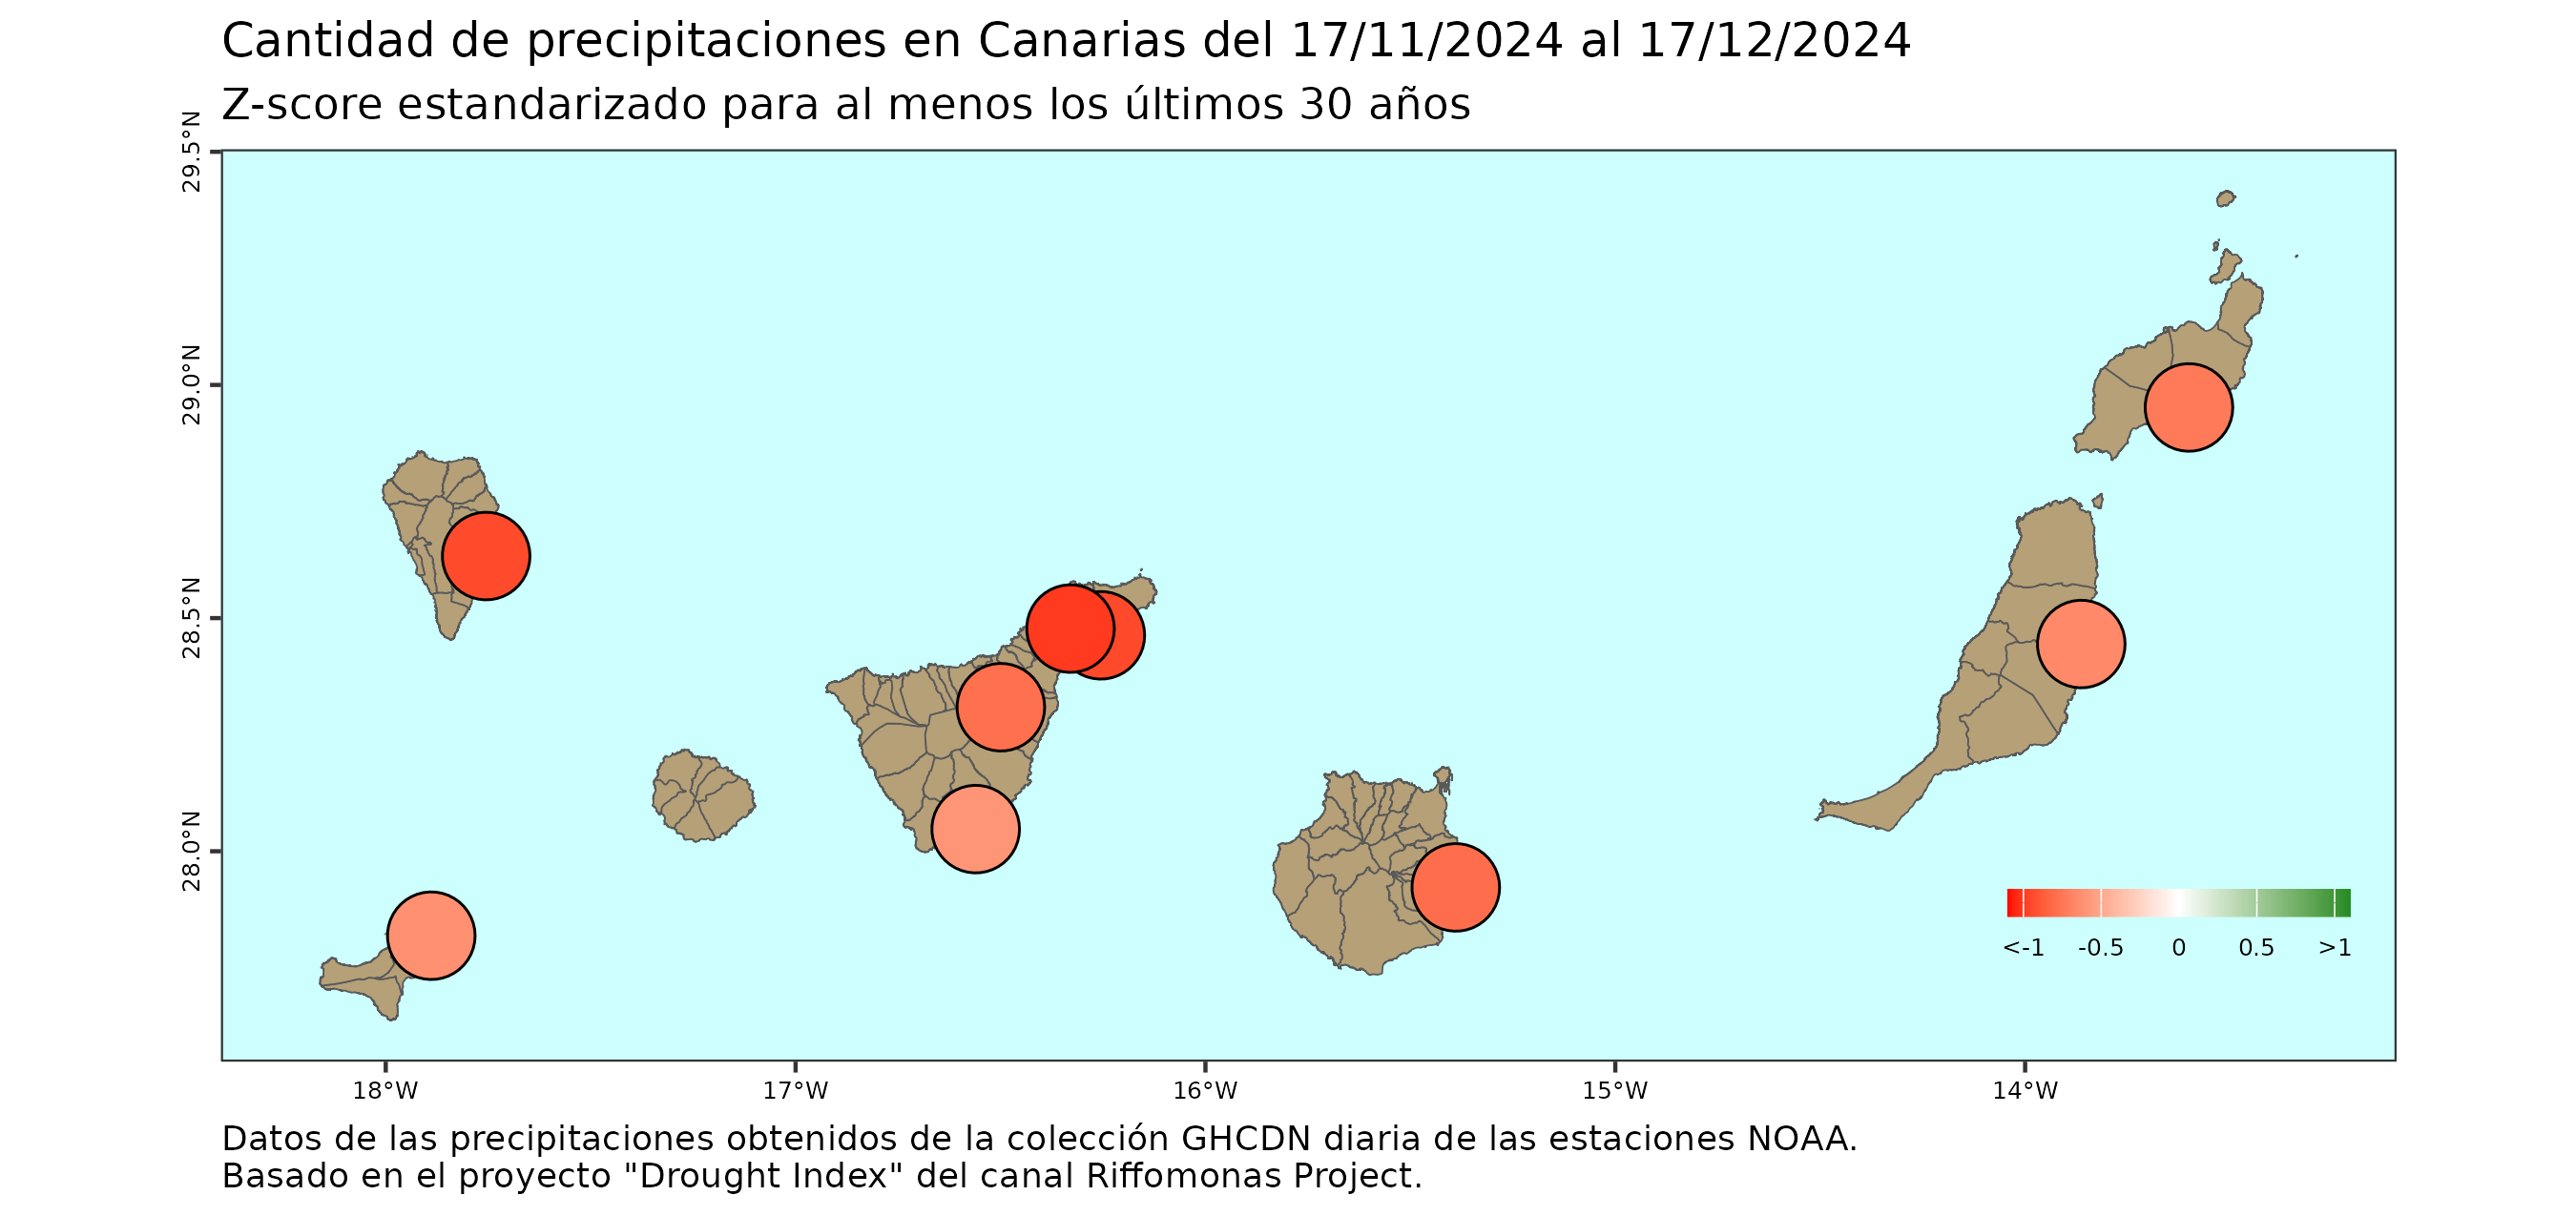 Cantidad de precipitaciones en Canarias del 17/11/2024 al 17/12/2024
Z-score estandarizado para al menos los últimos 30 años
29.5°N
29.0°N
28.5°N
28.0°N
<-1 -0.5 0 0.5 >1
18°W 17°W 16°W 15°W 14°W
Datos de las precipitaciones obtenidos de la colección GHCDN diaria de las estaciones NOAA.
Basado en el proyecto "Drought Index" del canal Riffomonas Project.